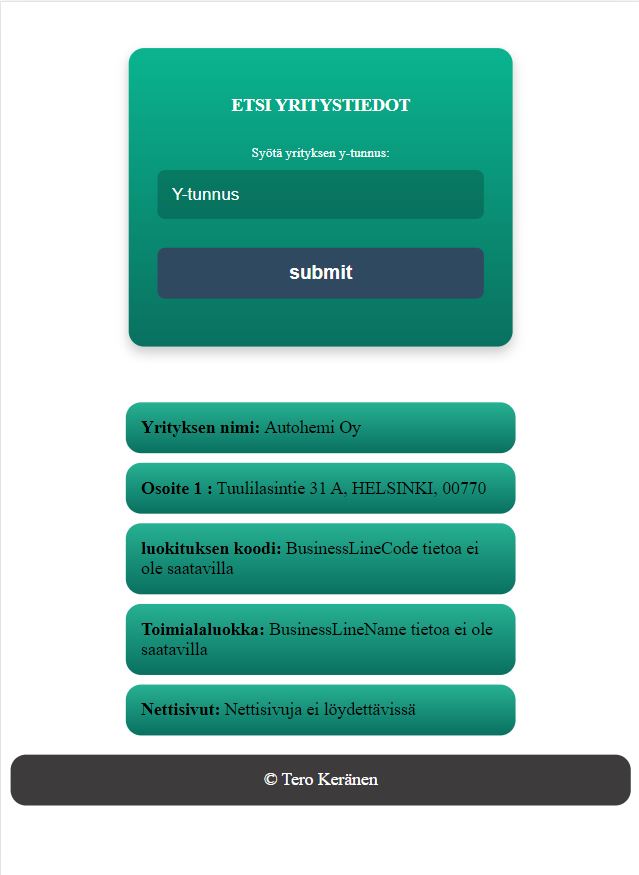 ETSI YRITYSTIEDOT
Syötä yrityksen y-tunnus:
Y-tunnus
submit
Yrityksen nimi: Autohemi Oy
Osoite 1 : Tuulilasintie 31 A, HELSINKI, 00770
luokituksen koodi: BusinessLineCode tietoa ei
ole saatavilla
Toimialaluokka: BusinessLineName tietoa ei ole
saatavilla
Nettisivut: Nettisivuja ei löydettävissä
© Tero Keränen